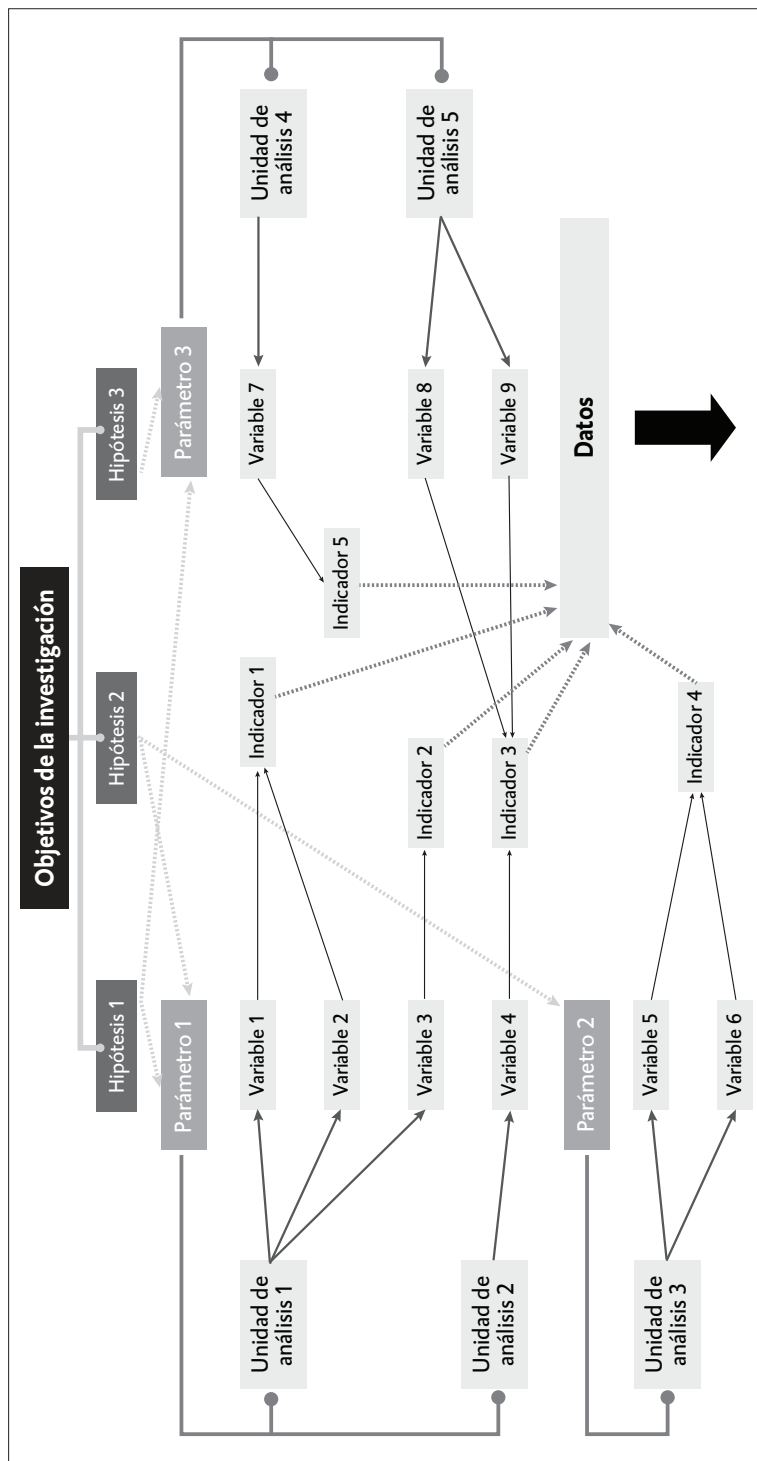 Objetivos de la investigación
Hipótesis 1
Hipótesis 2
Hipótesis 3
Parámetro 1
Parámetro 3
Unidad de
análisis 1
Variable 1
Indicador 1
Variable 7
Unidad de
análisis 4
Variable 2
Indicador 5
Variable 3
Indicador 2
Variable 8
Unidad de
análisis 5
Unidad de
análisis 2
Variable 4
Indicador 3
Variable 9
Parámetro 2
Datos
Unidad de
análisis 3
Variable 5
Indicador 4
Variable 6